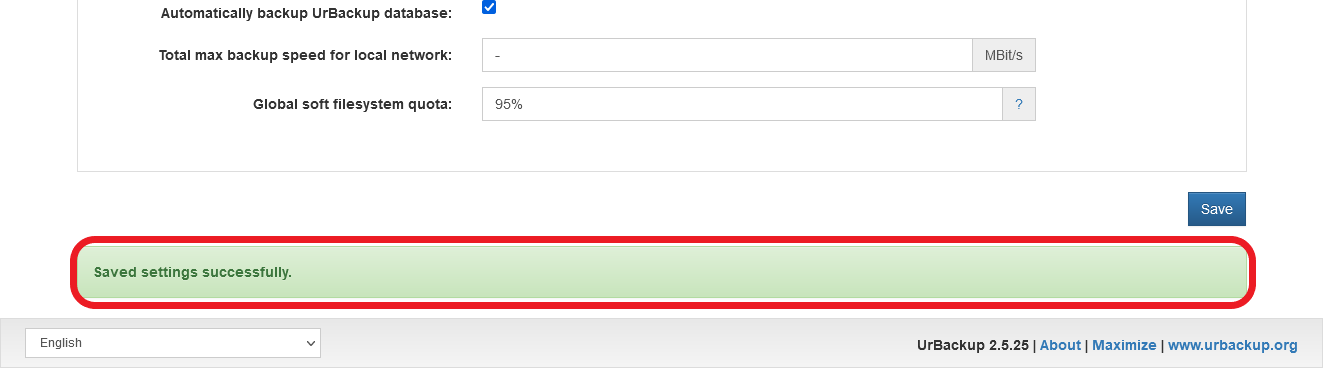 Automatically backup UrBackup database:
Total max backup speed for local network: - MBit/s
Global soft filesystem quota: 95% ?
Save
Saved settings successfully.
English UrBackup 2.5.25 | About | Maximize | www.urbackup.org